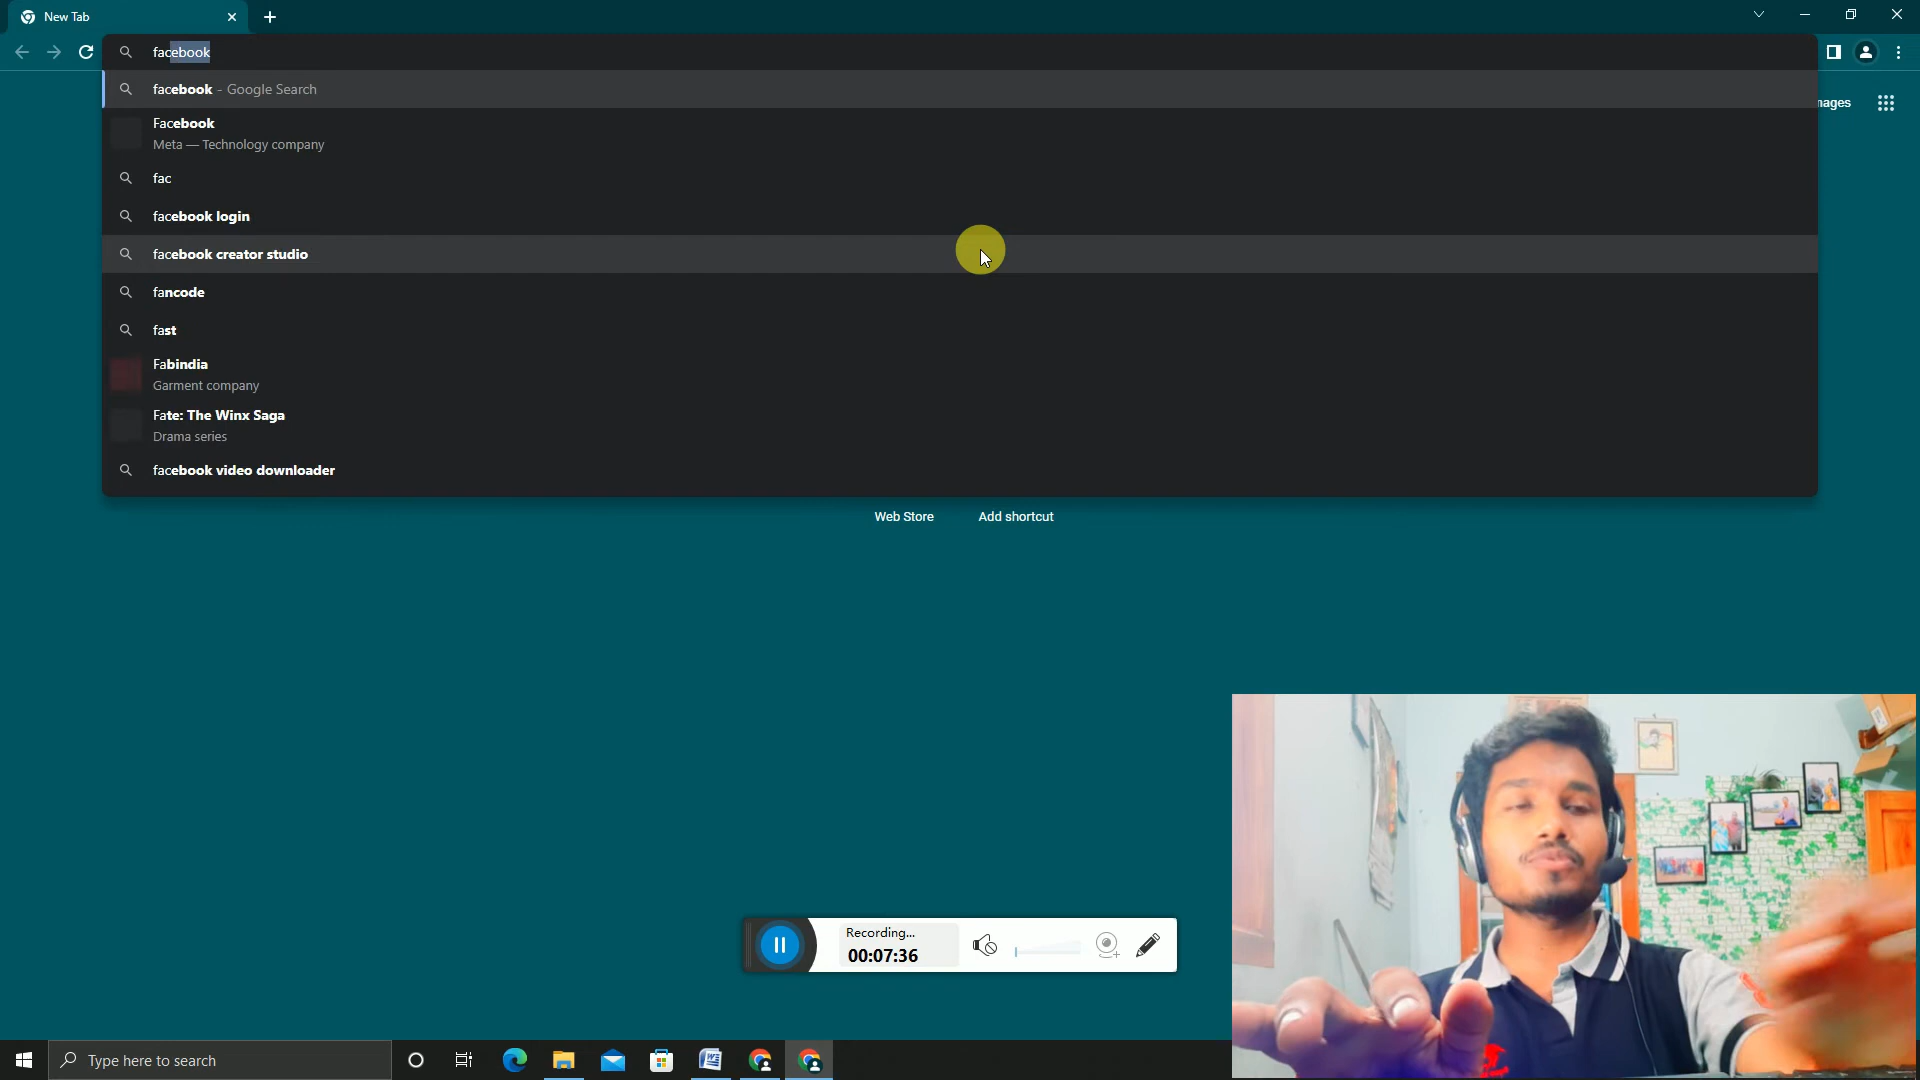 New Tab
facebook
facebook - Google Search
Facebook
Meta — Technology company
fac
facebook login
facebook creator studio
fancode
fast
Fabindia
Garment company
Fate: The Winx Saga
Drama series
facebook video downloader
Web Store
Add shortcut
Recording...
00:07:36
Type here to search